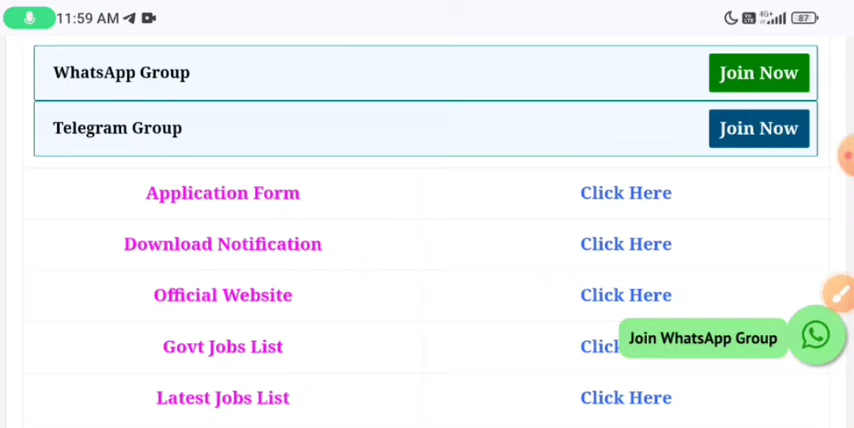 11:59 AM 4G+ 87
WhatsApp Group Join Now
Telegram Group Join Now
Application Form Click Here
Download Notification Click Here
Official Website Click Here
Join WhatsApp Group
Govt Jobs List
Latest Jobs List Click Here